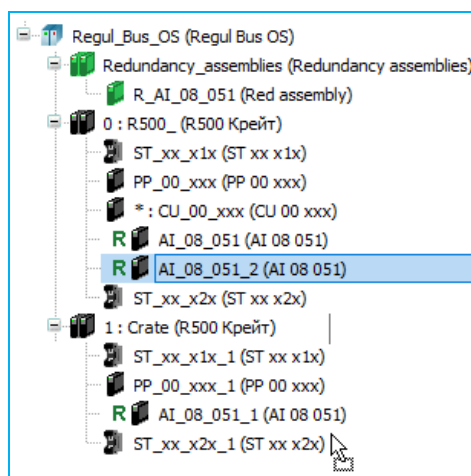 Regul_Bus_OS (Regul Bus OS)
Redundancy_assemblies (Redundancy assemblies)
R_AI_08_051 (Red assembly)
0 : R500_ (R500 Крейт)
ST_xx_x1x (ST xx x1x)
PP_00_xxx (PP 00 xxx)
* : CU_00_xxx (CU 00 xxx)
R AI_08_051 (AI 08 051)
R AI_08_051_2 (AI 08 051)
ST_xx_x2x (ST xx x2x)
1 : Crate (R500 Крейт)
ST_xx_x1x_1 (ST xx x1x)
PP_00_xxx_1 (PP 00 xxx)
R AI_08_051_1 (AI 08 051)
ST_xx_x2x_1 (ST xx x2x)